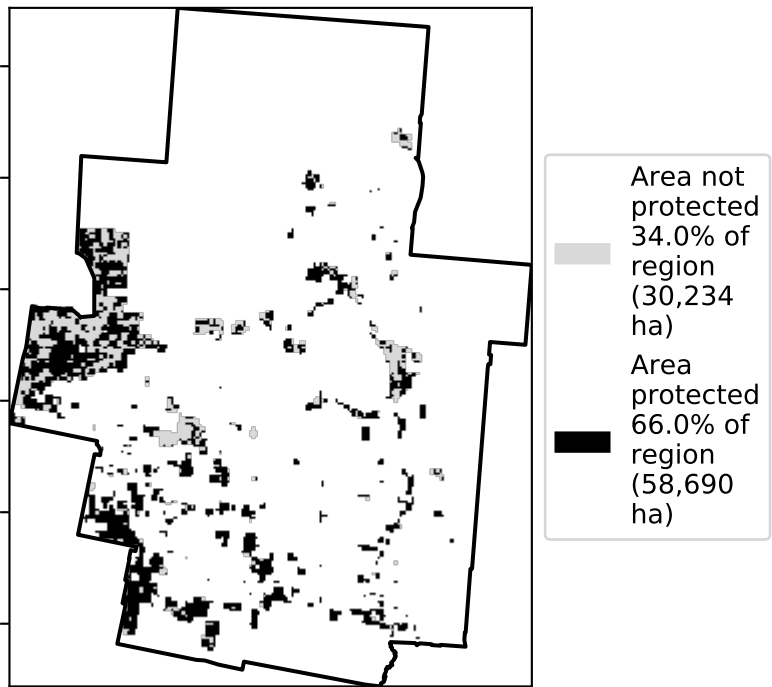 Area not
protected
34.0% of
region
(30,234
ha)
Area
protected
66.0% of
region
(58,690
ha)